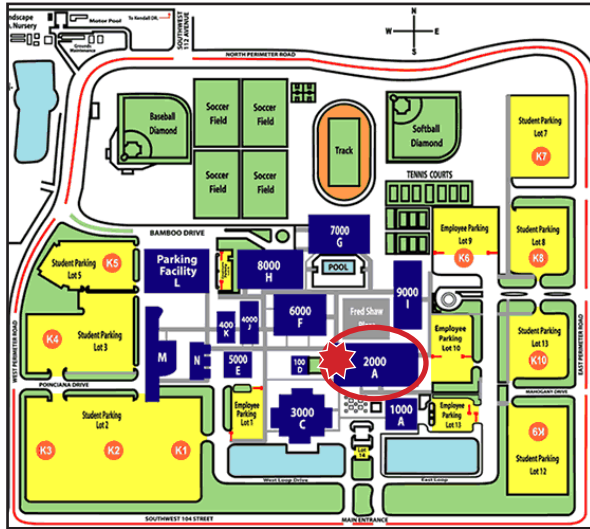 andscape
. Nursery
Motor Pool
To Kendall DR.
Grounds
Maintenance
SOUTHWEST
112 AVENUE
N
W
E
S
NORTH PERIMETER ROAD
Baseball
Diamond
Soccer
Field
Soccer
Field
Soccer
Field
Soccer
Field
Track
Softball
Diamond
Student Parking
Lot 7
K7
TENNIS COURTS
BAMBOO DRIVE
7000
G
POOL
Employee Parking
Lot 9
K6
Student Parking
Lot 8
K8
Student Parking
Lot 5
K5
Parking
Facility
L
8000
H
9000
I
WEST PERIMETER ROAD
EAST PERIMETER ROAD
K4
Student Parking
Lot 3
400
K
4000
J
6000
F
Fred Shaw
Employee
Parking
Lot 10
Student Parking
Lot 13
K10
M
N
5000
E
100
D
2000
A
POINCIANA DRIVE
MAHOGANY DRIVE
Student Parking
Lot 2
K3
K2
K1
Employee
Parking
Lot 1
3000
C
1000
A
Employee
Parking
Lot 13
K9
Student Parking
Lot 12
Lot
14
West Loop Drive
East Loop
SOUTHWEST 104 STREET
MAIN ENTRANCE